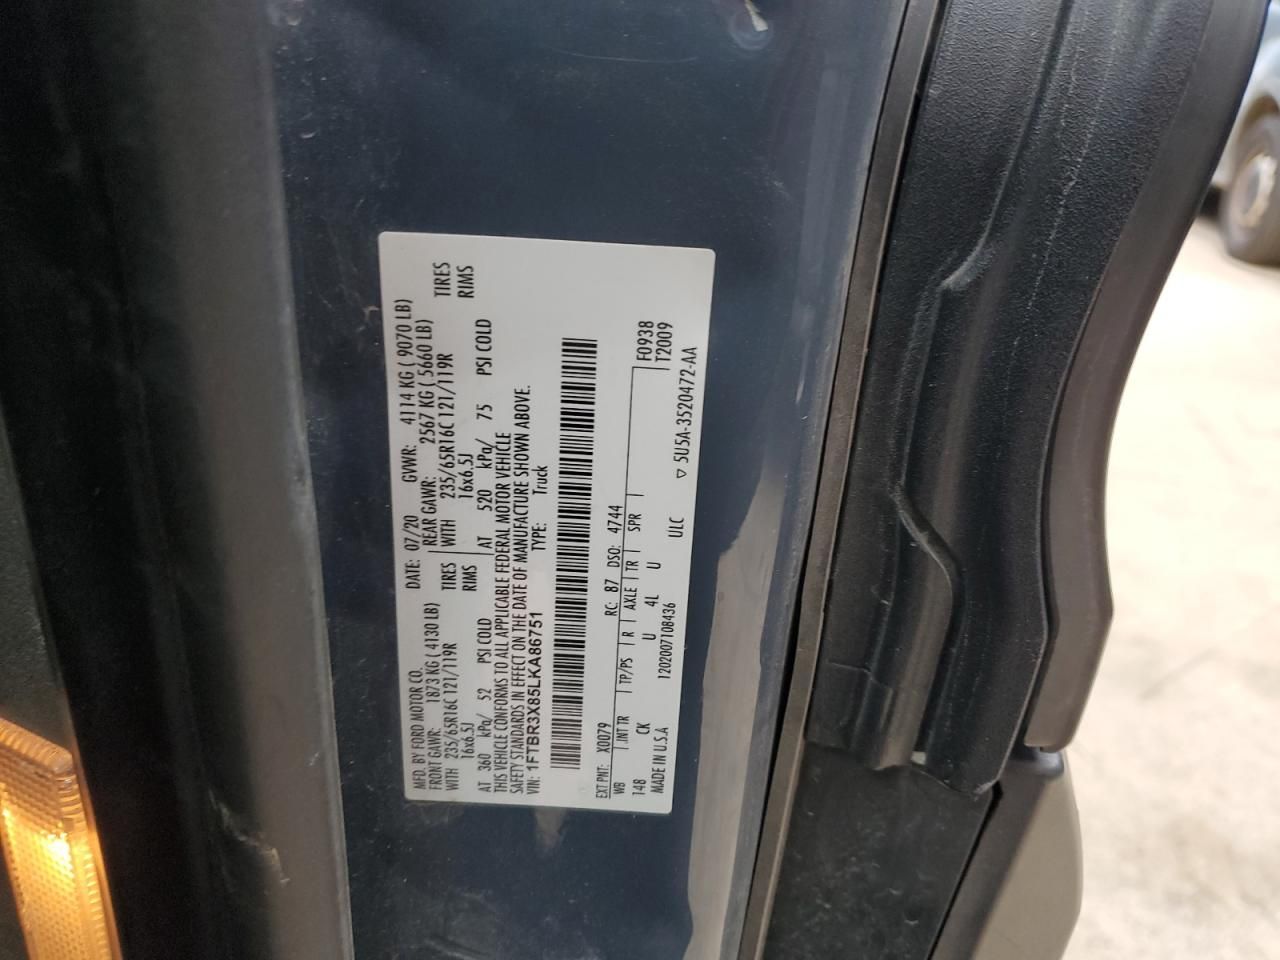 MFD. BY FORD MOTOR CO. DATE: 07/20 GVWR: 4114 KG ( 9070 LB)
FRONT GAWR: 1873 KG ( 4130 LB) REAR GAWR: 2567 KG ( 5660 LB)
WITH 235/65R16C 121/119R TIRES WITH 235/65R16C 121/119R TIRES
16x6.5J RIMS 16x6.5J RIMS
AT 360 kPa/ 52 PSI COLD AT 520 kPa/ 75 PSI COLD
THIS VEHICLE CONFORMS TO ALL APPLICABLE FEDERAL MOTOR VEHICLE
SAFETY STANDARDS IN EFFECT ON THE DATE OF MANUFACTURE SHOWN ABOVE.
VIN: 1FTBR3X85LKA86751 TYPE: Truck
EXT PNT: X0079 RC: 87 DSO: 4744 F0938
WB INT TR TP/PS R AXLE TR SPR T2009
148 CK U 4L U
MADE IN U.S.A 1202007108436 ULC ▽ 5U5A-3520472-AA